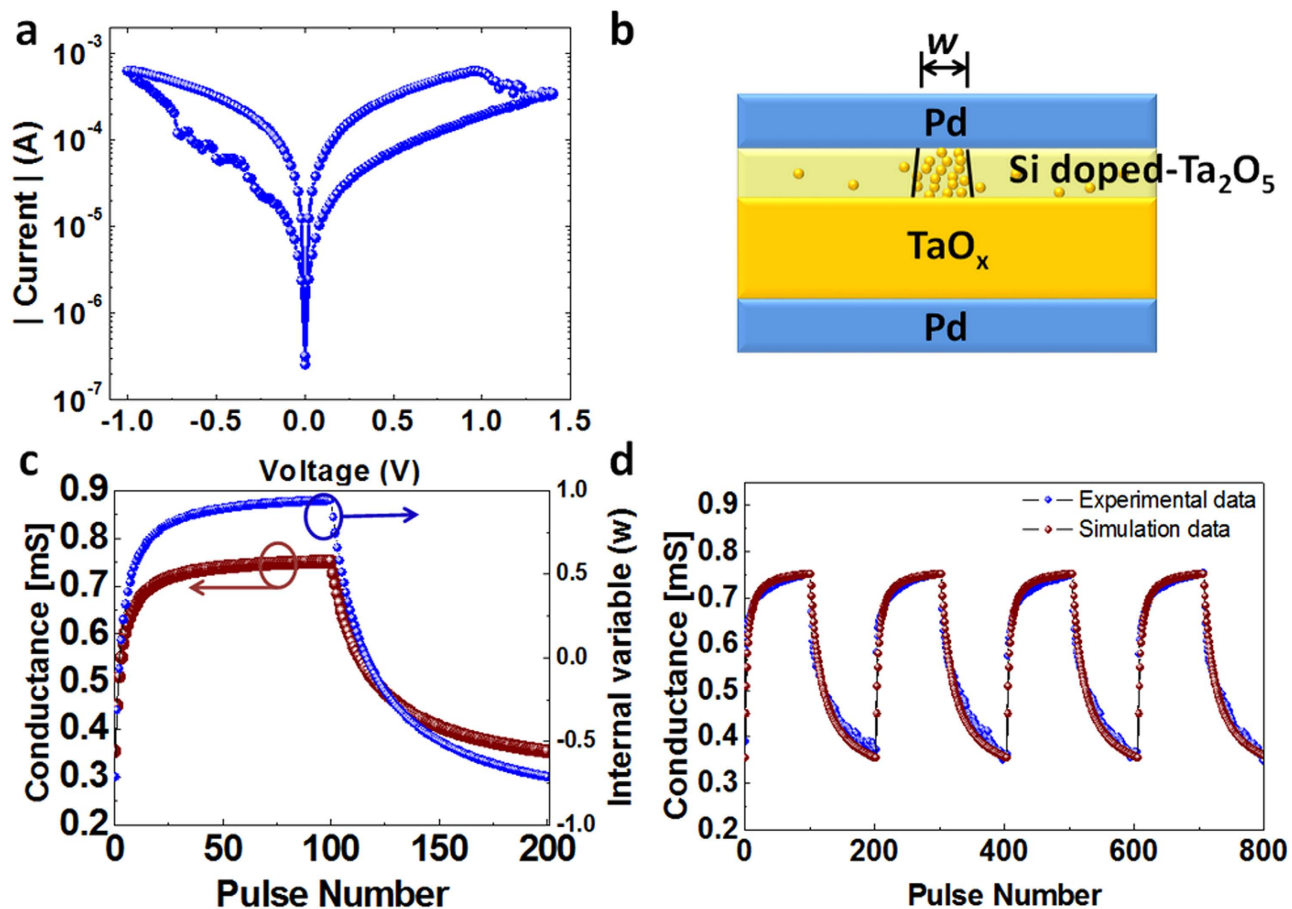 a
10⁻³
10⁻⁴
10⁻⁵
10⁻⁶
10⁻⁷
| Current | (A)
-1.0 -0.5 0.0 0.5 1.0 1.5
Voltage (V)
b
w
Pd
Si doped-Ta₂O₅
TaOₓ
Pd
c
0.9
0.8
0.7
0.6
0.5
0.4
0.3
0.2
Conductance [mS]
1.0
0.5
0.0
-0.5
-1.0
Internal variable (w)
0 50 100 150 200
Pulse Number
d
Experimental data
Simulation data
0.9
0.8
0.7
0.6
0.5
0.4
0.3
0.2
Conductance [mS]
0 200 400 600 800
Pulse Number